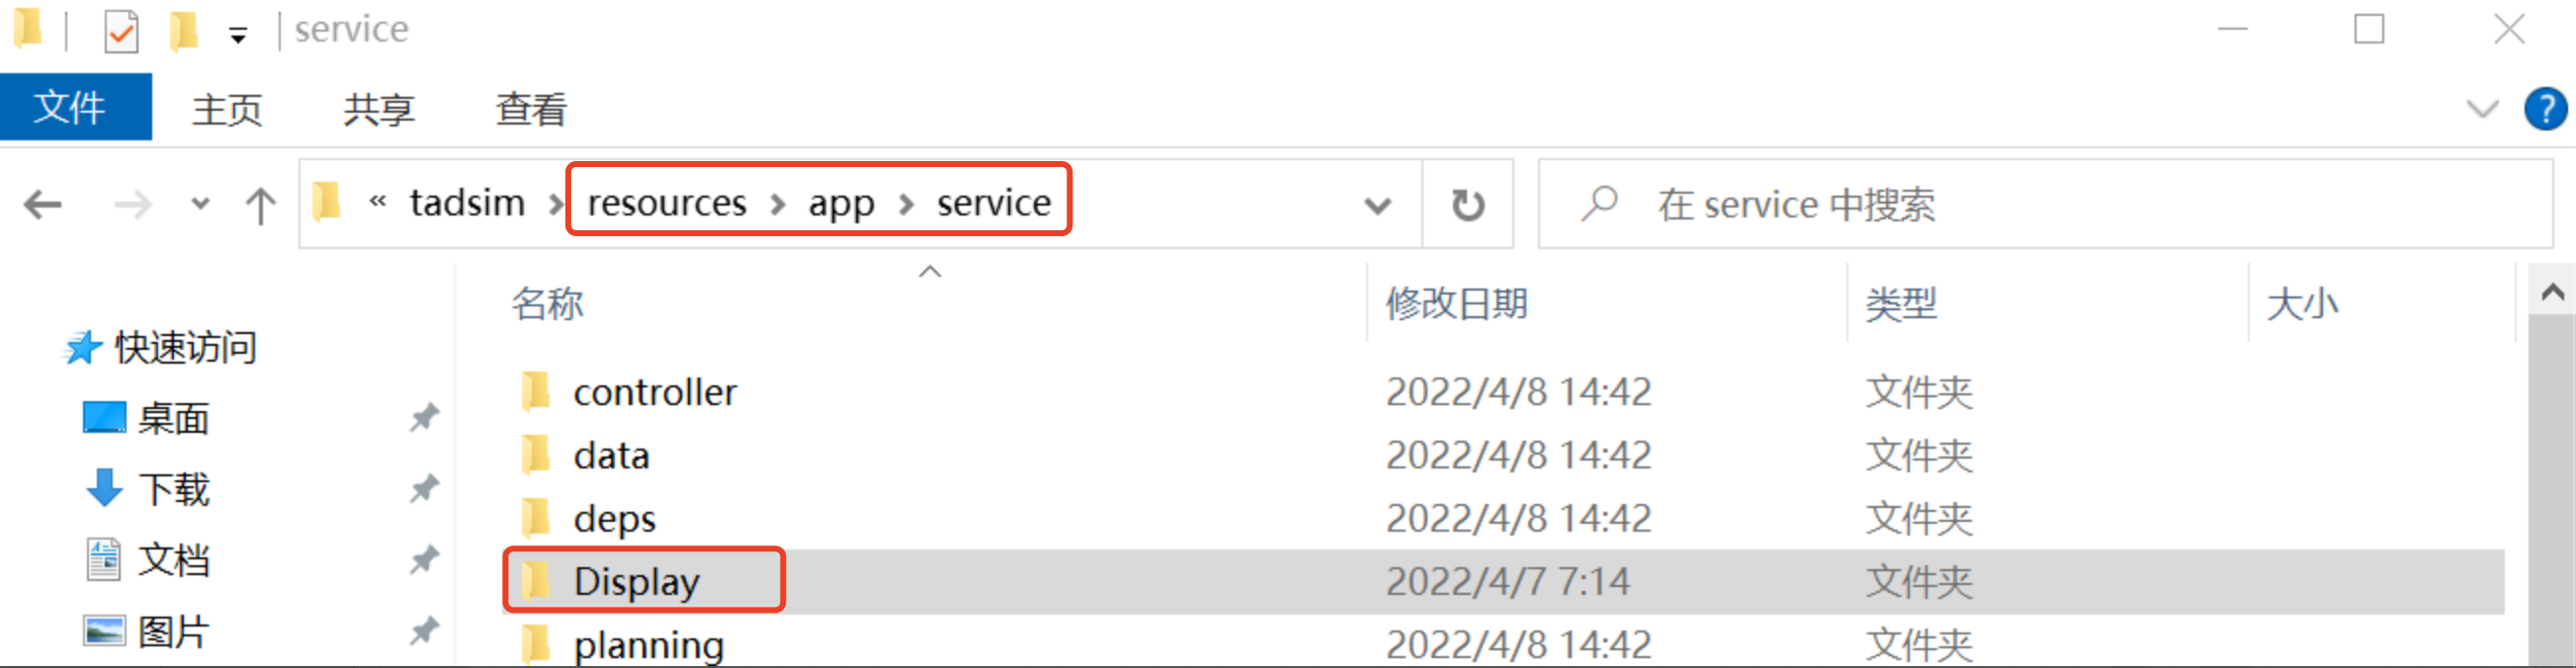 service
文件 主页 共享 查看
« tadsim > resources > app > service 在 service 中搜索
名称 修改日期 类型 大小
快速访问
桌面
下载
文档
图片
controller 2022/4/8 14:42 文件夹
data 2022/4/8 14:42 文件夹
deps 2022/4/8 14:42 文件夹
Display 2022/4/7 7:14 文件夹
planning 2022/4/8 14:42 文件夹